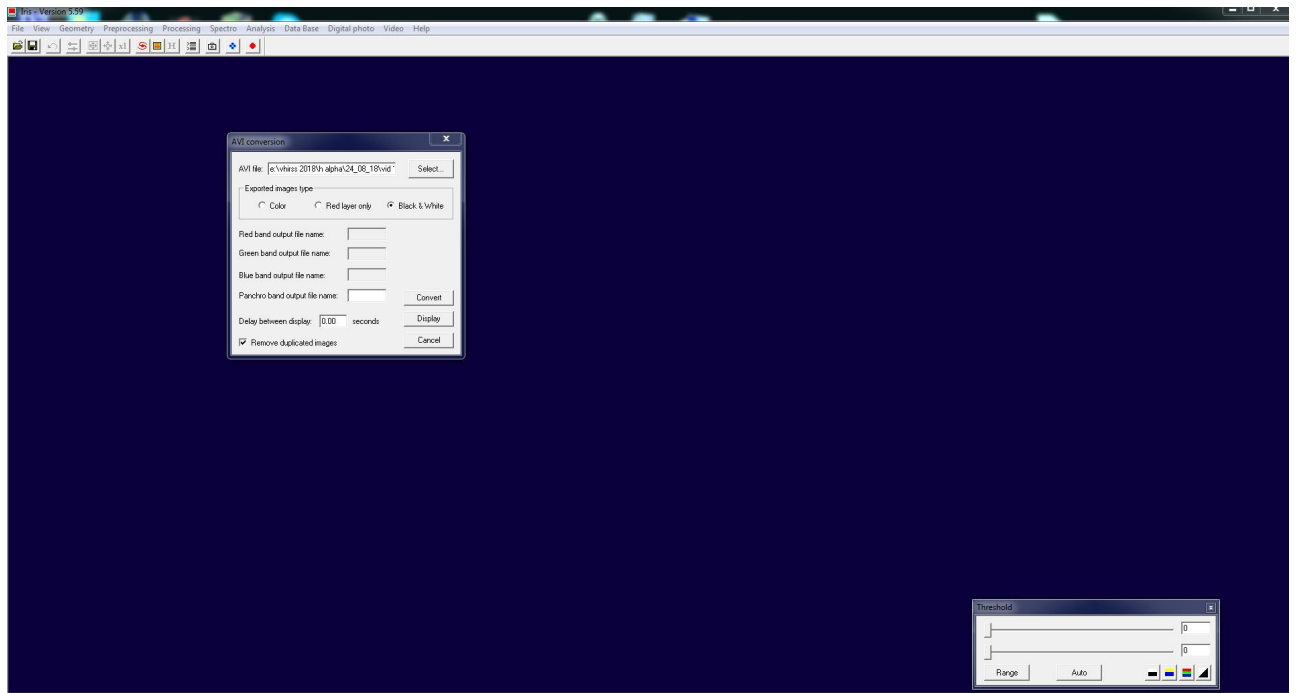 Iris - Version 5.59
File View Geometry Preprocessing Processing Spectro Analysis Data Base Digital photo Video Help
x1 H
AVI conversion
AVI file: e:\vhirss 2018\h alpha\24_08_18\vid Select...
Exported images type
Color Red layer only Black & White
Red band output file name:
Green band output file name:
Blue band output file name:
Panchro band output file name: Convert
Delay between display: 0.00 seconds Display
Remove duplicated images Cancel
Threshold
0
0
Range Auto